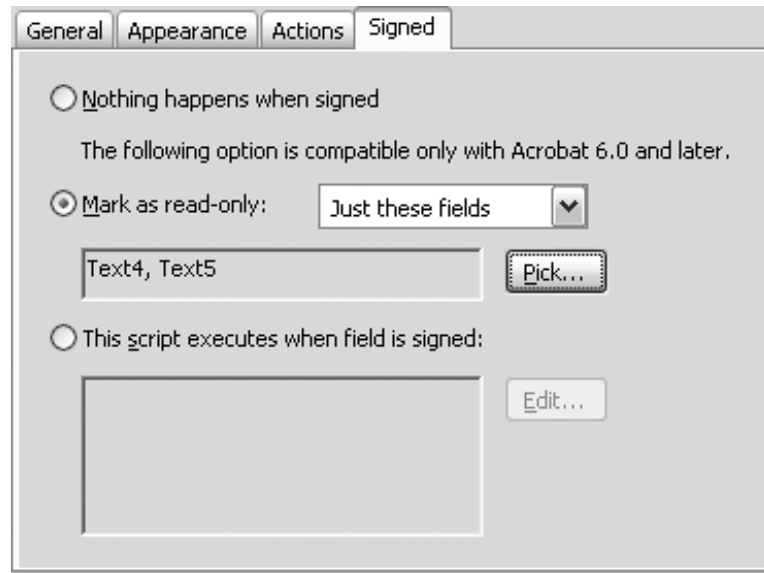 General Appearance Actions Signed
Nothing happens when signed
The following option is compatible only with Acrobat 6.0 and later.
Mark as read-only: Just these fields
Text4, Text5 Pick...
This script executes when field is signed:
Edit...